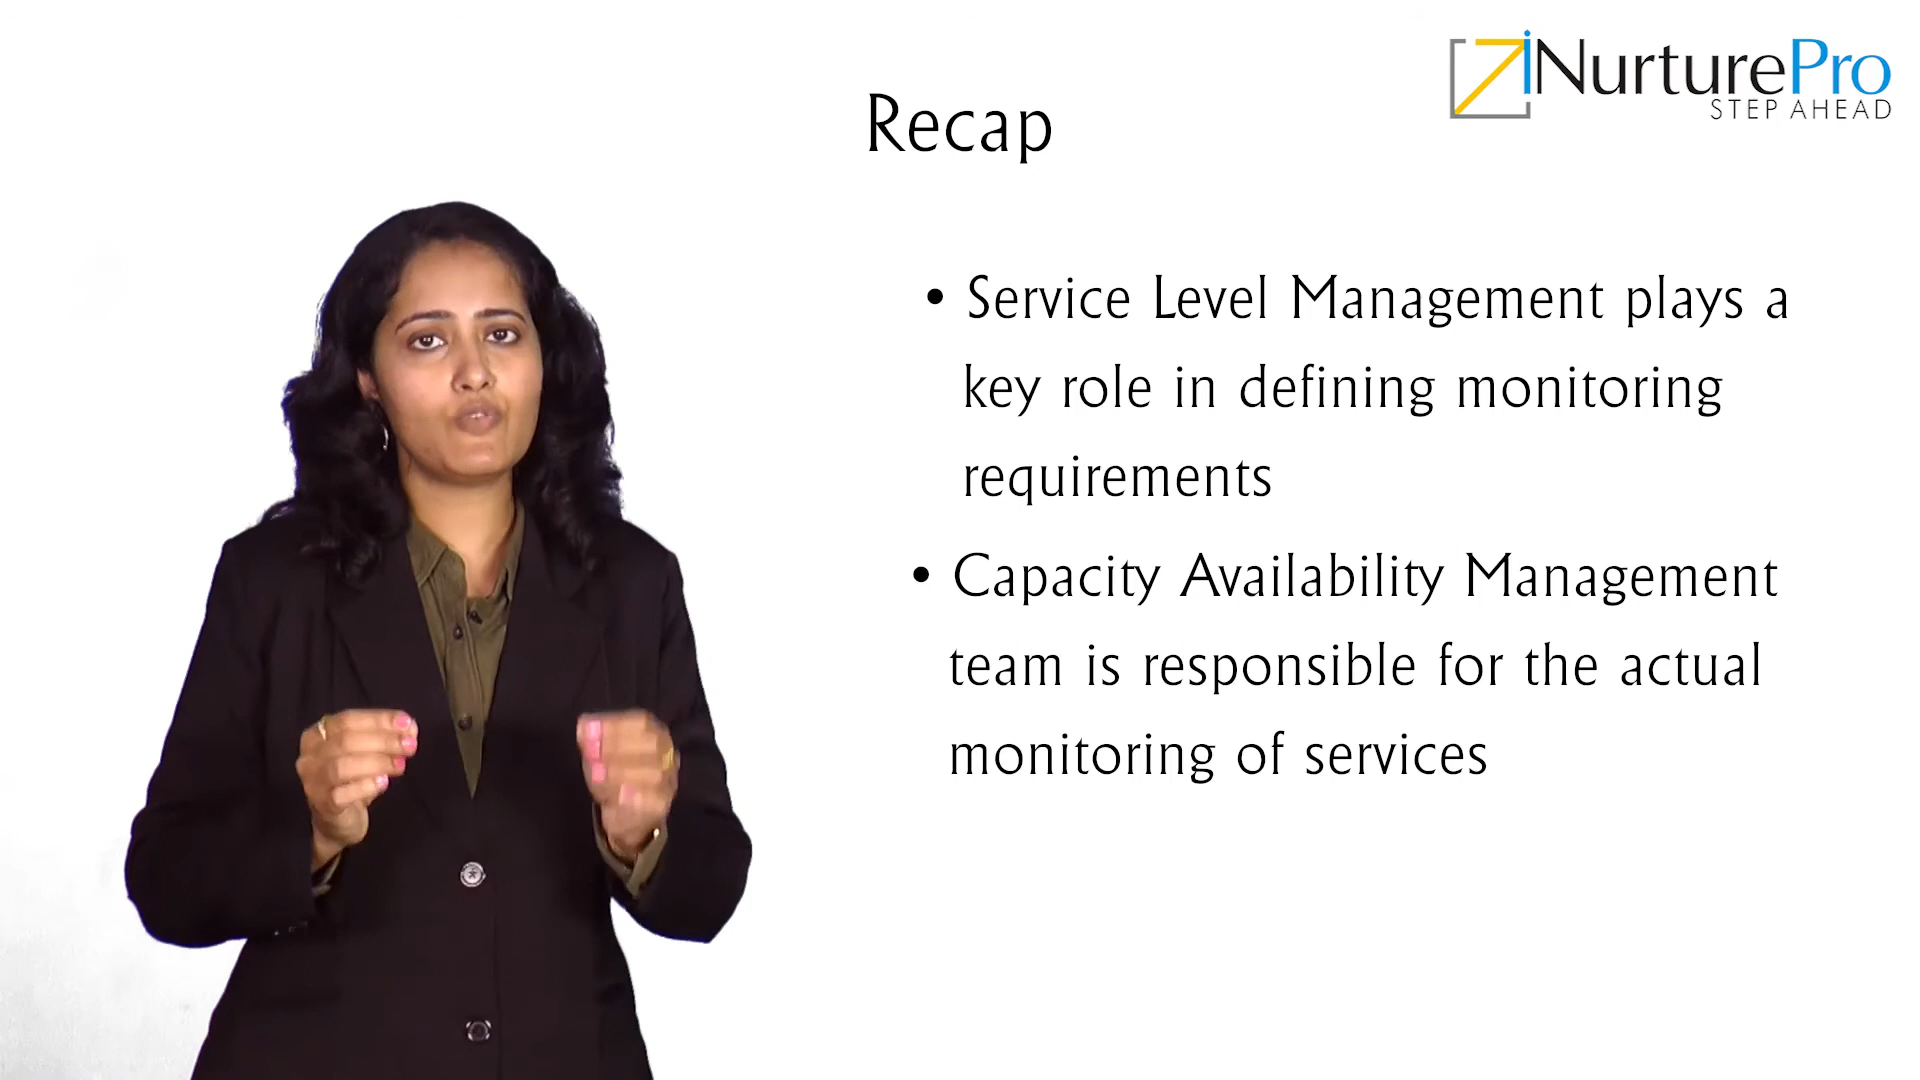 iNurturePro
STEP AHEAD
Recap
• Service Level Management plays a
key role in defining monitoring
requirements
• Capacity Availability Management
team is responsible for the actual
monitoring of services